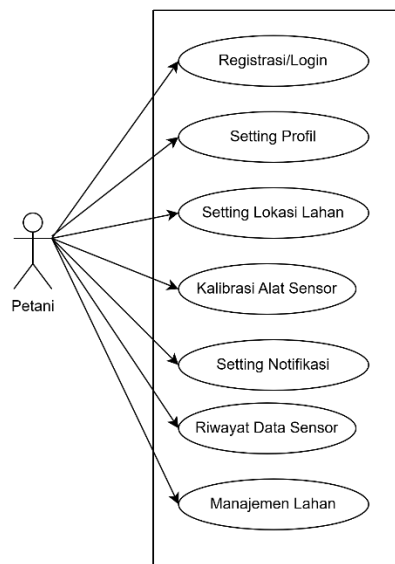 Registrasi/Login
Setting Profil
Setting Lokasi Lahan
Petani
Kalibrasi Alat Sensor
Setting Notifikasi
Riwayat Data Sensor
Manajemen Lahan